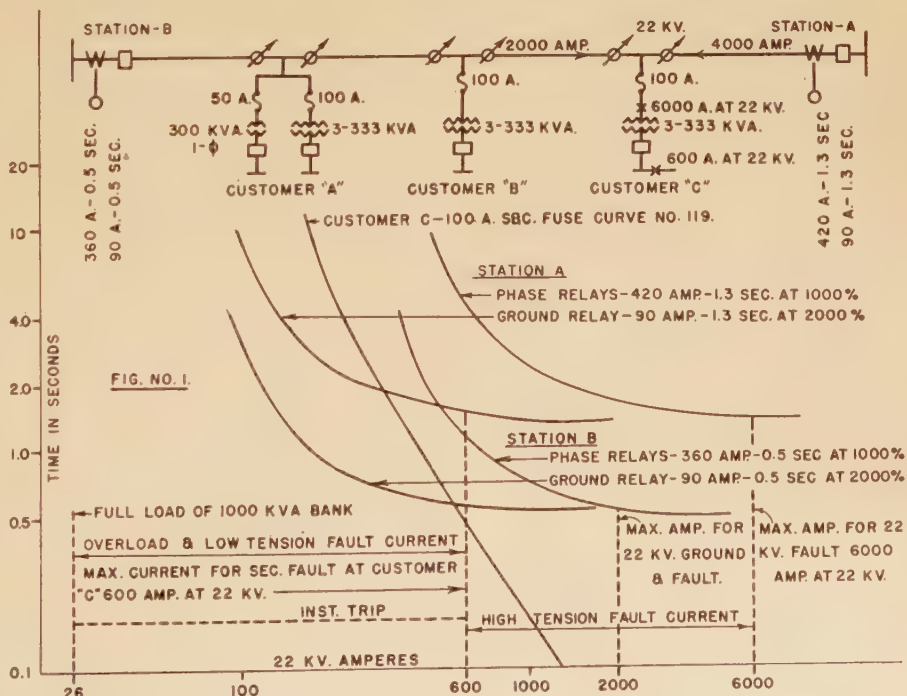 STATION-B
22 KV.
STATION-A
2000 AMP.
4000 AMP.
50 A.
100 A.
100 A.
100 A.
6000 A. AT 22 KV.
300 KVA.
1-ϕ
3-333 KVA
3-333 KVA.
3-333 KVA.
600 A. AT 22 KV.
CUSTOMER "A"
CUSTOMER "B"
CUSTOMER "C"
360 A.-0.5 SEC.
90 A.-0.5 SEC.
420 A.-1.3 SEC
90 A.-1.3 SEC.
CUSTOMER C-100 A. SBC. FUSE CURVE NO. 119.
STATION A
PHASE RELAYS-420 AMP.-1.3 SEC. AT 1000%
GROUND RELAY-90 AMP.-1.3 SEC. AT 2000%
FIG. NO. 1.
STATION B
PHASE RELAYS-360 AMP.-0.5 SEC AT 1000%
GROUND RELAY-90 AMP.-0.5 SEC AT 2000%
FULL LOAD OF 1000 KVA BANK
OVERLOAD & LOW TENSION FAULT CURRENT
MAX. CURRENT FOR SEC. FAULT AT CUSTOMER
"C" 600 AMP. AT 22 KV.
INST. TRIP
MAX. AMP. FOR
22 KV. GROUND
& FAULT.
MAX. AMP. FOR 22
KV. FAULT 6000
AMP. AT 22 KV.
HIGH TENSION FAULT CURRENT
TIME IN SECONDS
20
10
4.0
2.0
1.0
0.5
0.1
22 KV. AMPERES
26
100
600
1000
2000
6000